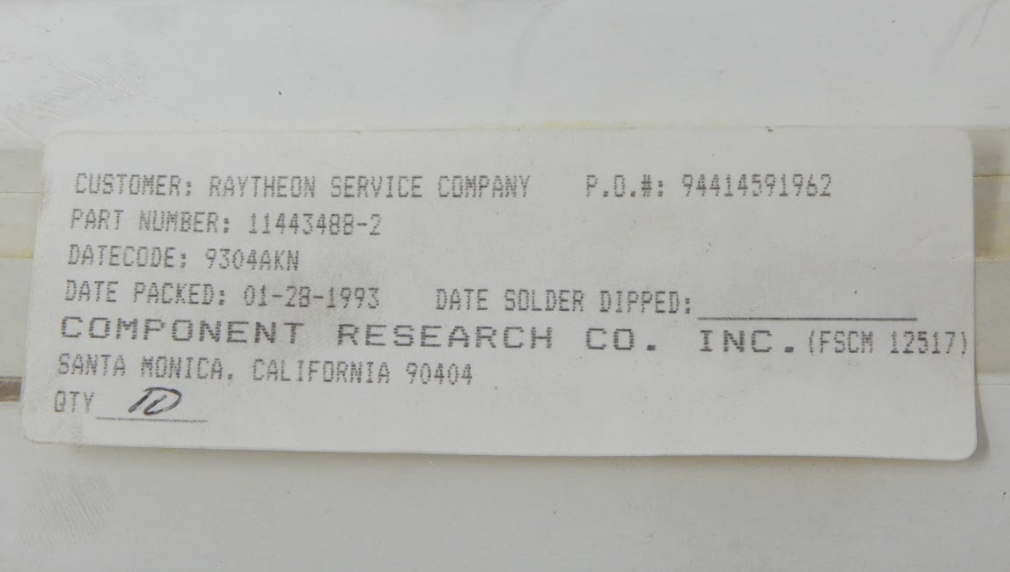 CUSTOMER: RAYTHEON SERVICE COMPANY P.O.#: 94414591962
PART NUMBER: 11443488-2
DATECODE: 9304AKN
DATE PACKED: 01-28-1993 DATE SOLDER DIPPED:
COMPONENT RESEARCH CO. INC. (FSCM 12517)
SANTA MONICA, CALIFORNIA 90404
QTY 10